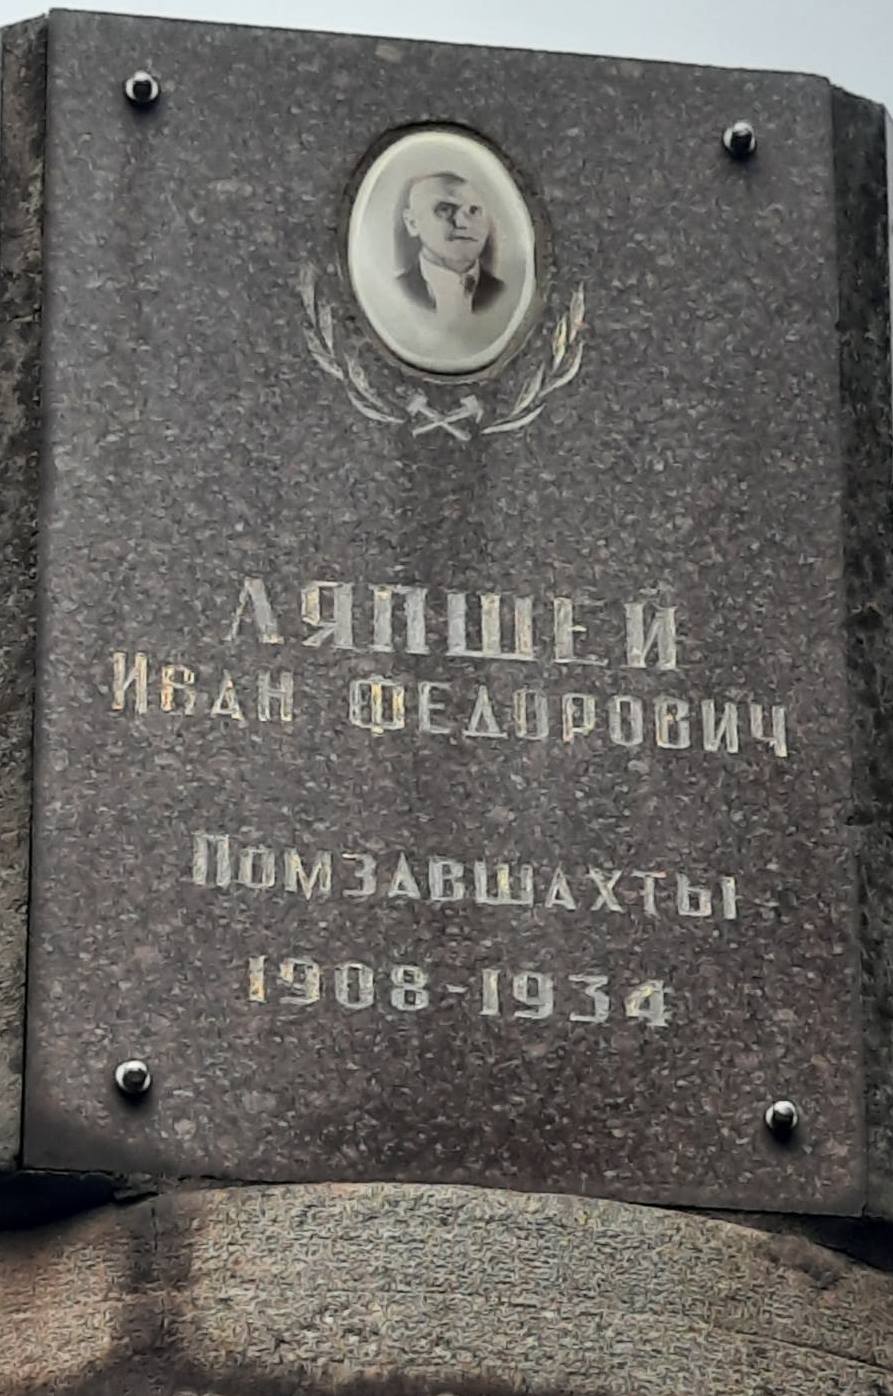 ЛЯПШЕЙ
ИВАН ФЕДОРОВИЧ
ПОМЗАВШАХТЫ
1908-1934